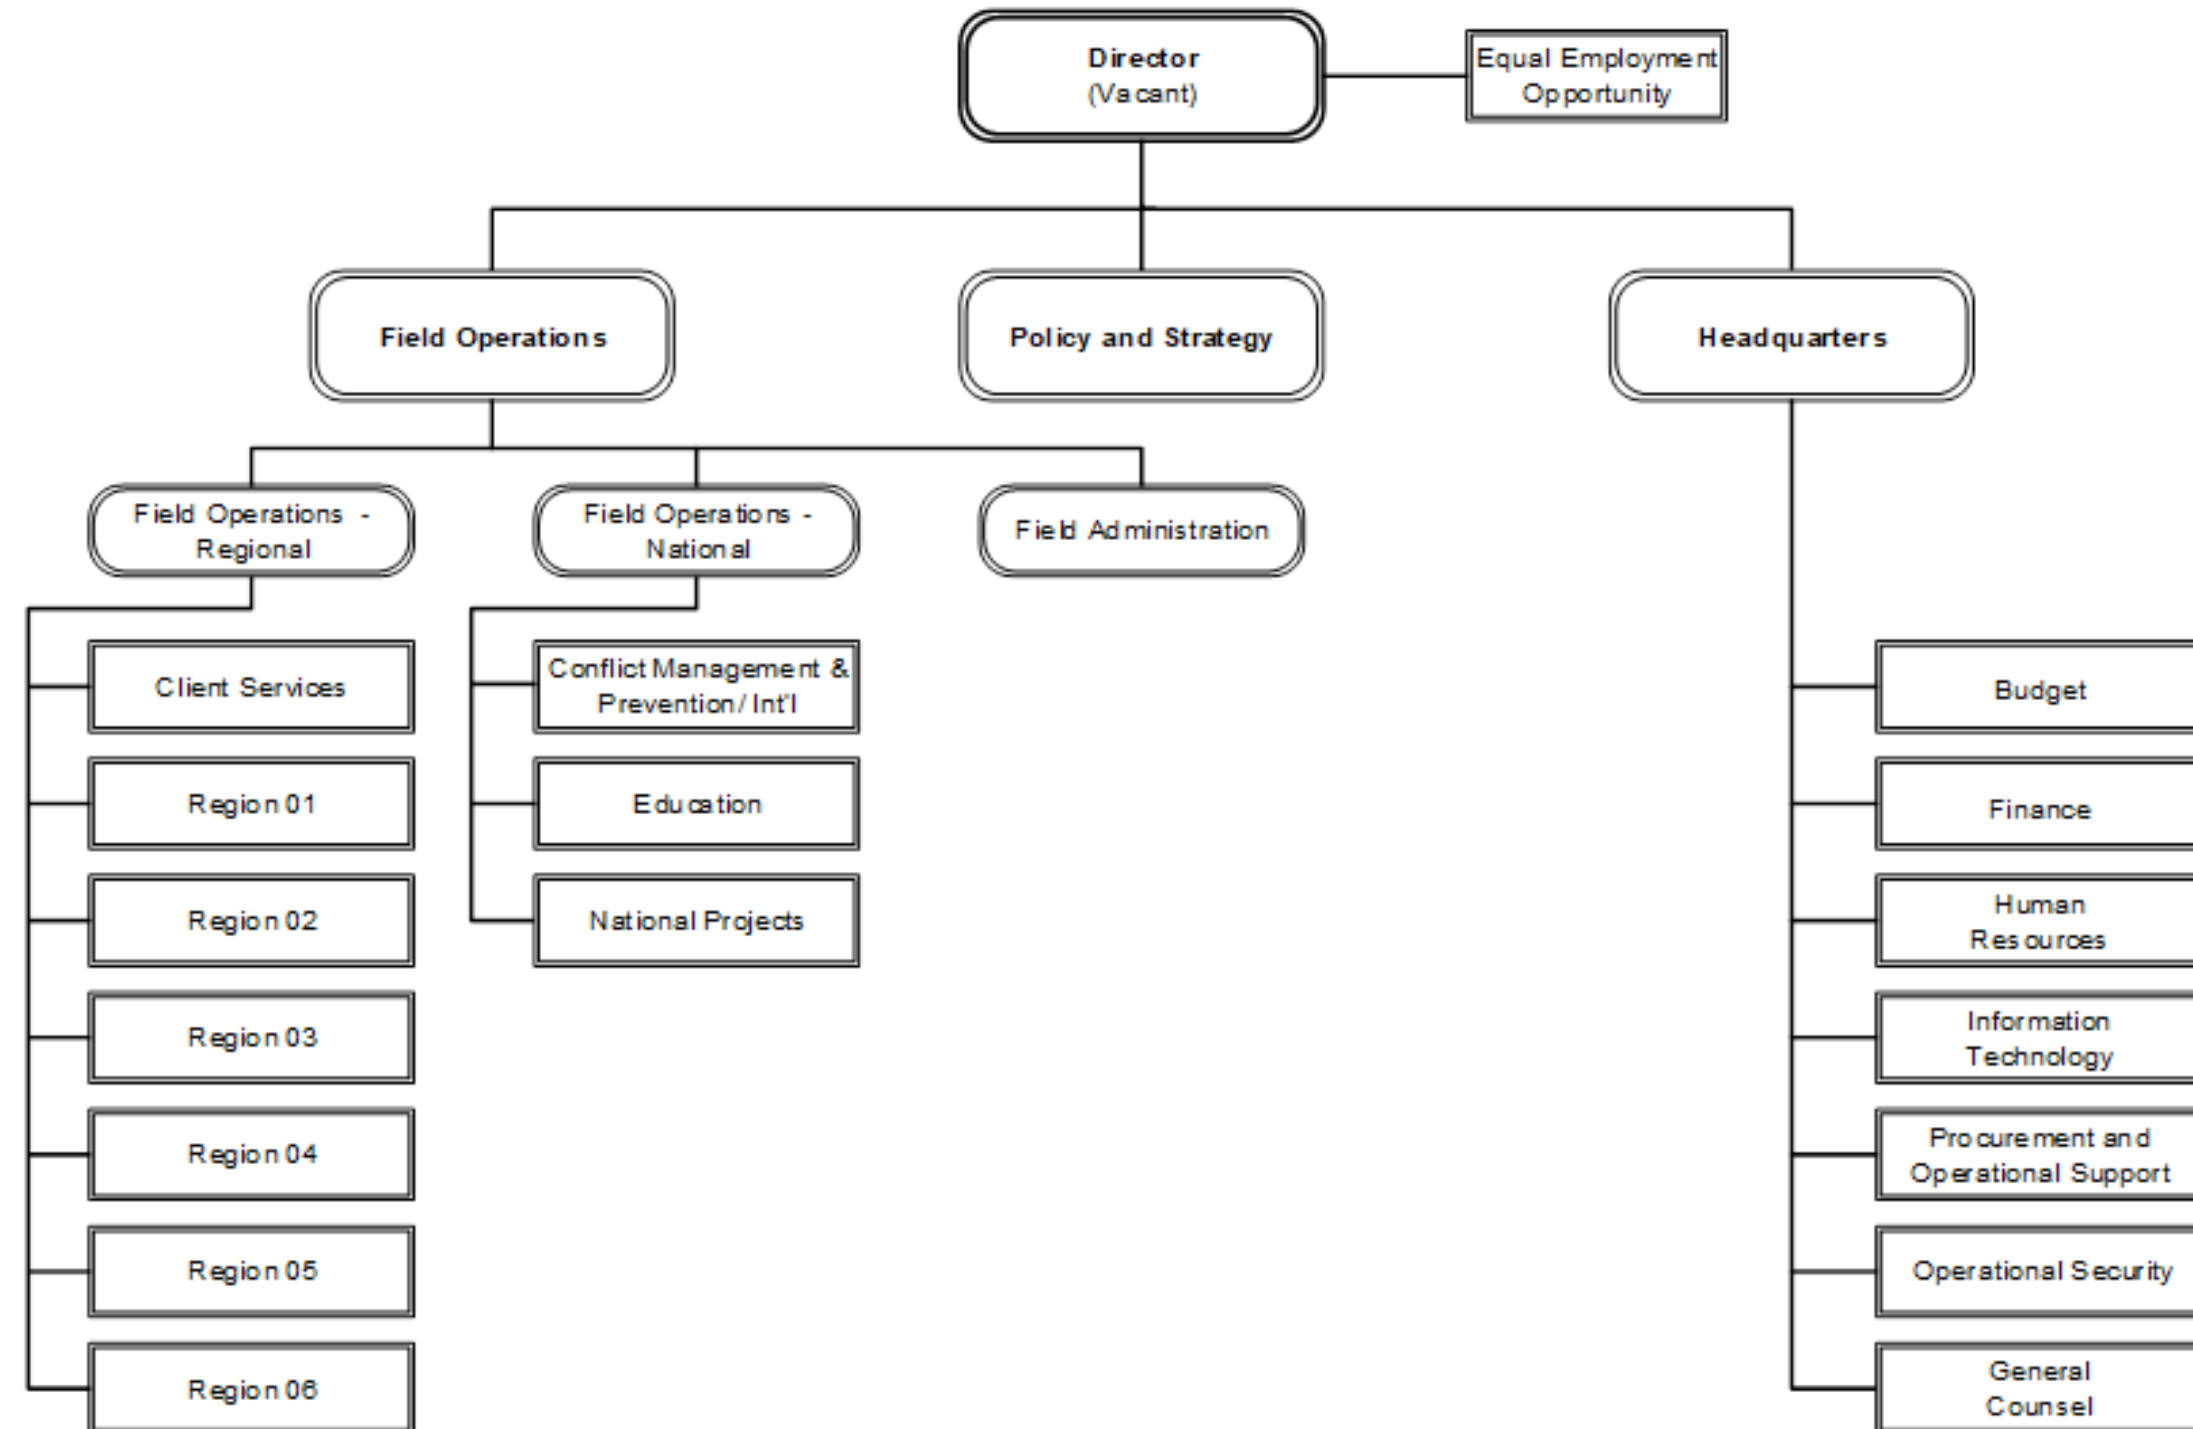 Director
(Vacant)
Equal Employment
Opportunity
Field Operations
Policy and Strategy
Headquarters
Field Operations -
Regional
Field Operations -
National
Field Administration
Client Services
Region 01
Region 02
Region 03
Region 04
Region 05
Region 06
Conflict Management &
Prevention/ Int'l
Education
National Projects
Budget
Finance
Human
Resources
Information
Technology
Procurement and
Operational Support
Operational Security
General
Counsel